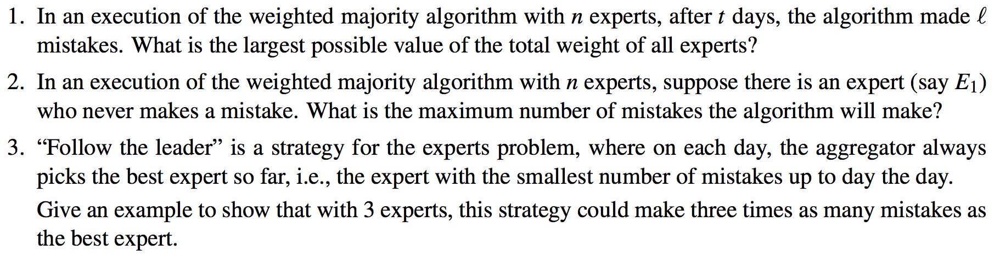 1. In an execution of the weighted majority algorithm with n experts, after t days, the algorithm made ℓ
mistakes. What is the largest possible value of the total weight of all experts?
2. In an execution of the weighted majority algorithm with n experts, suppose there is an expert (say E₁)
who never makes a mistake. What is the maximum number of mistakes the algorithm will make?
3. “Follow the leader” is a strategy for the experts problem, where on each day, the aggregator always
picks the best expert so far, i.e., the expert with the smallest number of mistakes up to day the day.
Give an example to show that with 3 experts, this strategy could make three times as many mistakes as
the best expert.